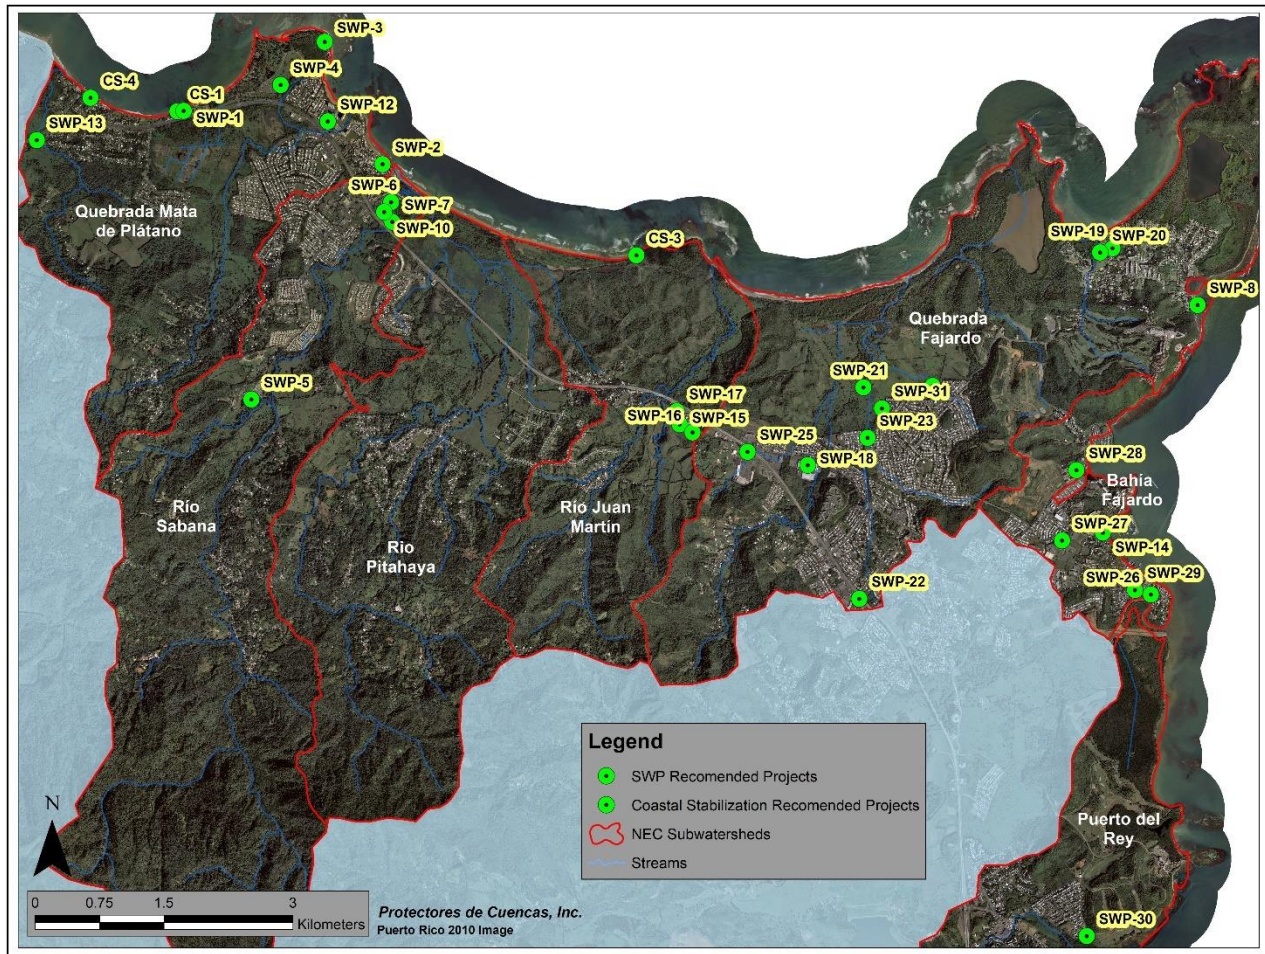 SWP-3
CS-4
SWP-4
CS-1
SWP-1
SWP-12
SWP-13
SWP-2
SWP-6
SWP-7
SWP-10
Quebrada Mata
de Plátano
CS-3
SWP-19
SWP-20
SWP-8
Quebrada
Fajardo
SWP-5
SWP-21
SWP-31
SWP-17
SWP-16
SWP-15
SWP-23
SWP-25
SWP-18
SWP-28
Bahía
Fajardo
Río
Sabana
Río
Pitahaya
Río Juan
Martín
SWP-27
SWP-14
SWP-22
SWP-26
SWP-29
Legend
SWP Recomended Projects
Coastal Stabilization Recomended Projects
NEC Subwatersheds
Streams
Puerto del
Rey
SWP-30
N
0 0.75 1.5 3
Kilometers
Protectores de Cuencas, Inc.
Puerto Rico 2010 Image